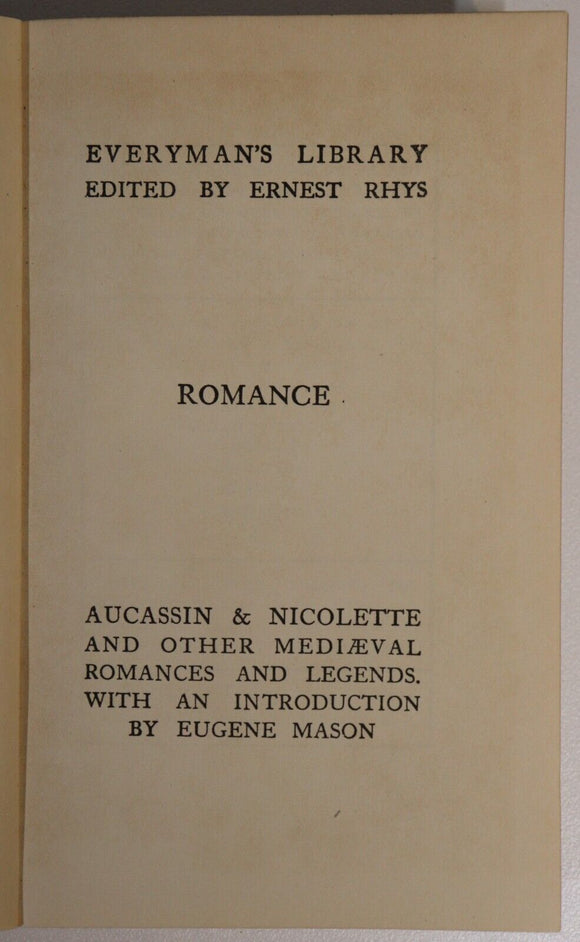 EVERYMAN'S LIBRARY
EDITED BY ERNEST RHYS
ROMANCE
AUCASSIN & NICOLETTE
AND OTHER MEDIÆVAL
ROMANCES AND LEGENDS.
WITH AN INTRODUCTION
BY EUGENE MASON